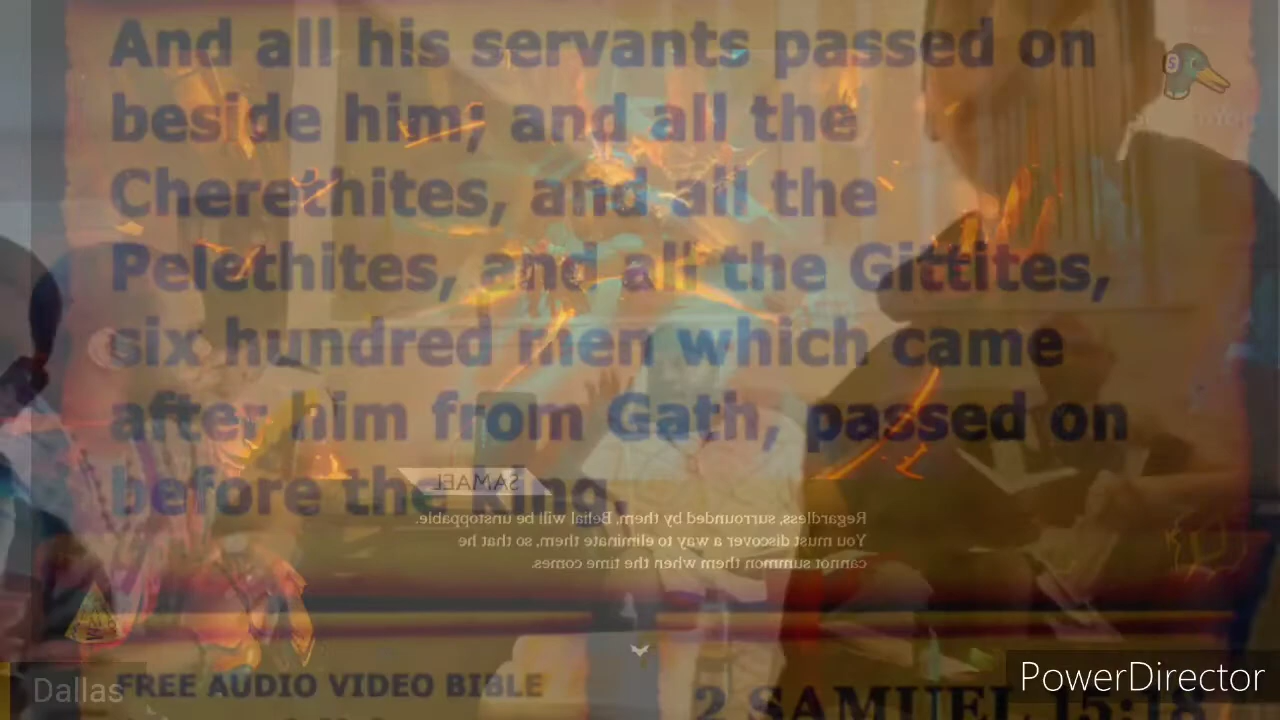 And all his servants passed on
beside him; and all the
Cherethites, and all the
Pelethites, and all the Gittites,
six hundred men which came
after him from Gath, passed on
before the king.
SAMAEL
Regardless, surrounded by them, Belial will be unstoppable.
You must discover a way to eliminate them, so that he
cannot summon them when the time comes.
Dallas
FREE AUDIO VIDEO BIBLE
2 SAMUEL 15:18
PowerDirector